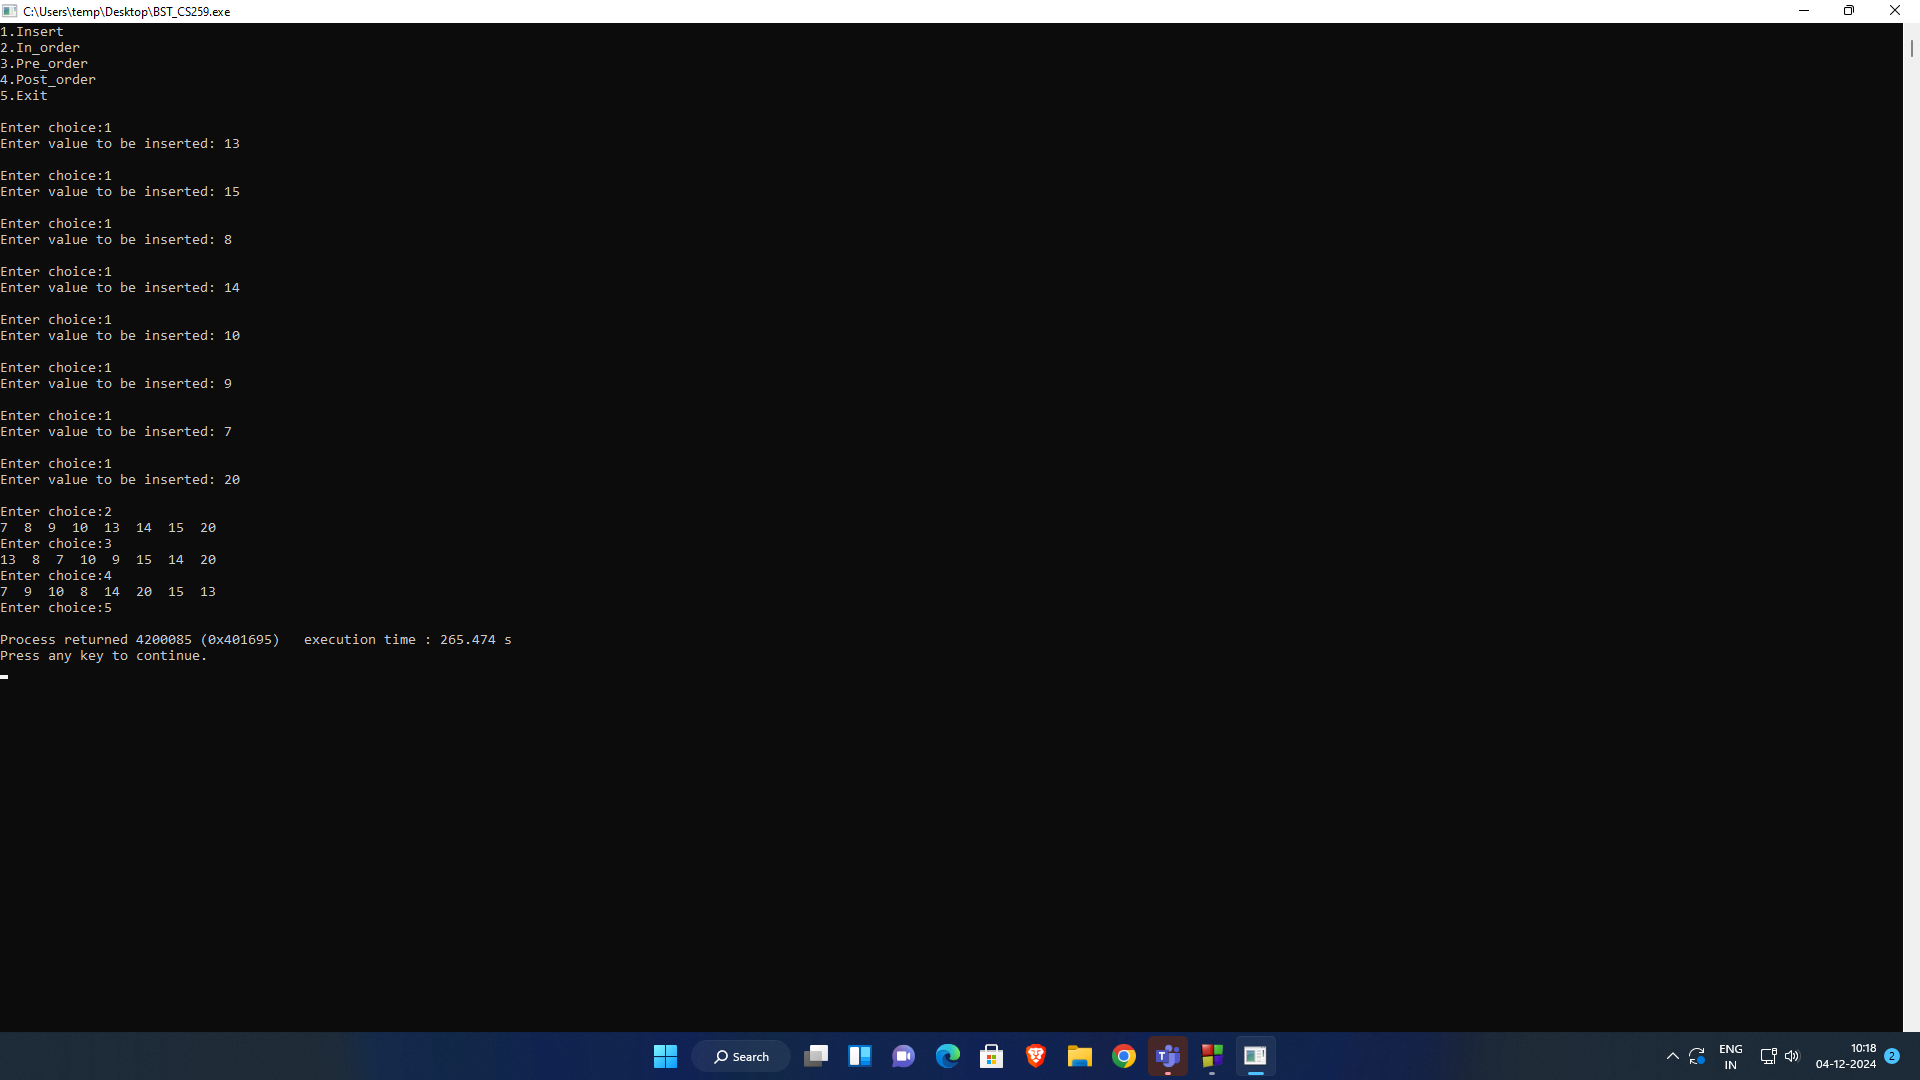 C:\Users\temp\Desktop\BST_CS259.exe
1.Insert
2.In_order
3.Pre_order
4.Post_order
5.Exit
Enter choice:1
Enter value to be inserted: 13
Enter choice:1
Enter value to be inserted: 15
Enter choice:1
Enter value to be inserted: 8
Enter choice:1
Enter value to be inserted: 14
Enter choice:1
Enter value to be inserted: 10
Enter choice:1
Enter value to be inserted: 9
Enter choice:1
Enter value to be inserted: 7
Enter choice:1
Enter value to be inserted: 20
Enter choice:2
7  8  9  10  13  14  15  20
Enter choice:3
13  8  7  10  9  15  14  20
Enter choice:4
7  9  10  8  14  20  15  13
Enter choice:5
Process returned 4200085 (0x401695)   execution time : 265.474 s
Press any key to continue.
Search
ENG
IN
10:18
04-12-2024
2